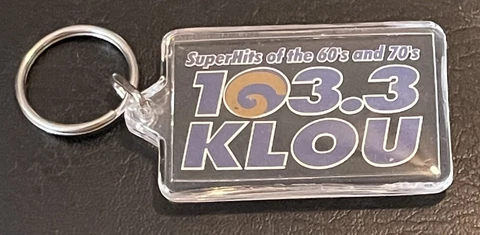 SuperHits of the 60's and 70's
103.3
KLOU